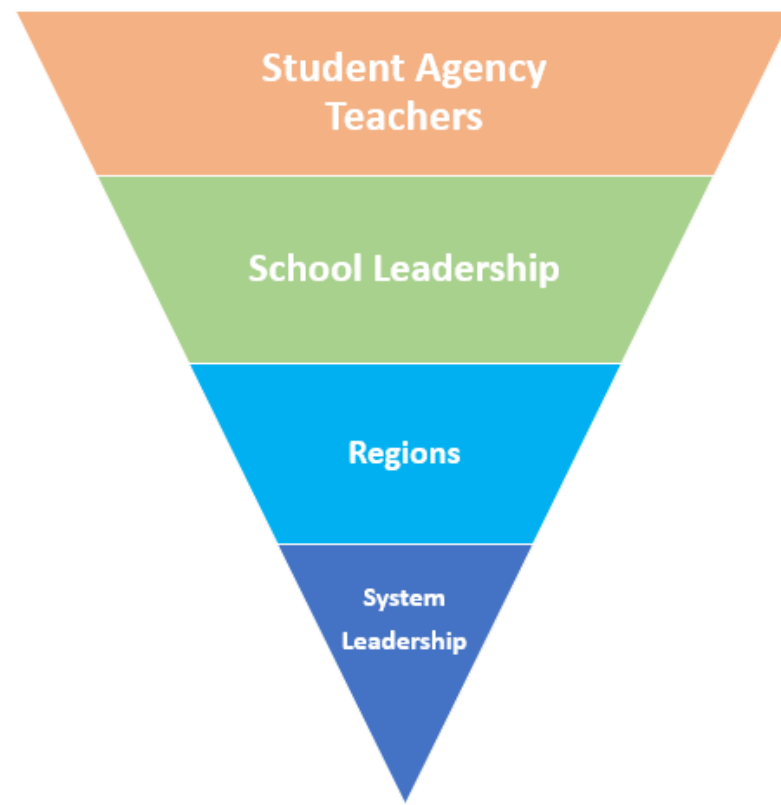 Student Agency
Teachers
School Leadership
Regions
System
Leadership